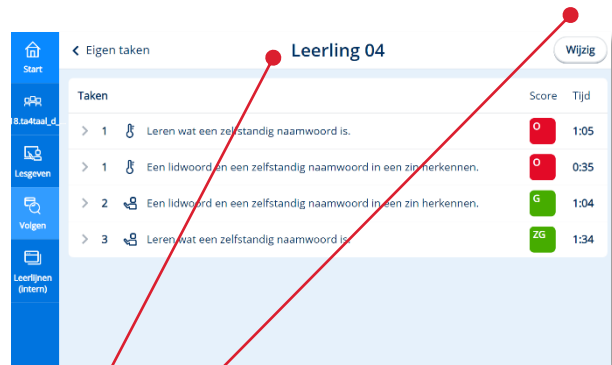 Start
18.ta4taal_d_
Lesgeven
Volgen
Leerlijnen
(intern)
Eigen taken
Leerling 04
Wijzig
Taken Score Tijd
1 Leren wat een zelfstandig naamwoord is. O 1:05
1 Een lidwoord en een zelfstandig naamwoord in een zin herkennen. O 0:35
2 Een lidwoord en een zelfstandig naamwoord in een zin herkennen. G 1:04
3 Leren wat een zelfstandig naamwoord is. ZG 1:34